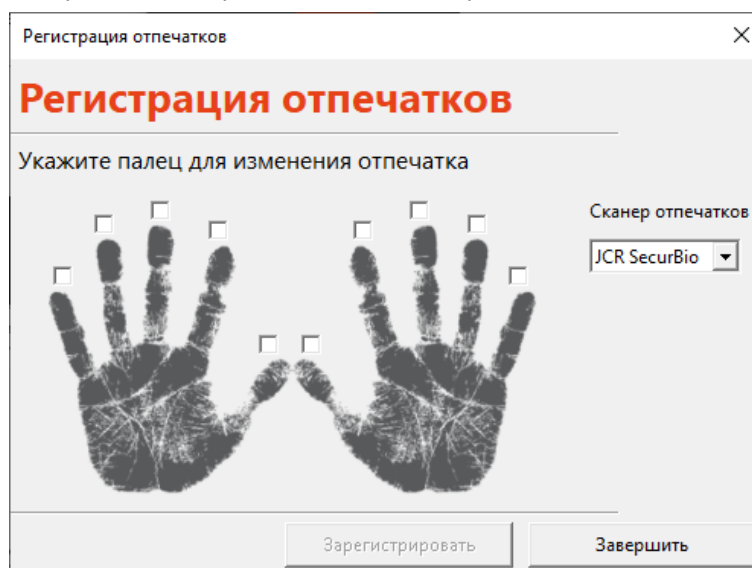 Регистрация отпечатков
Регистрация отпечатков
Укажите палец для изменения отпечатка
Сканер отпечатков
JCR SecurBio
Зарегистрировать
Завершить